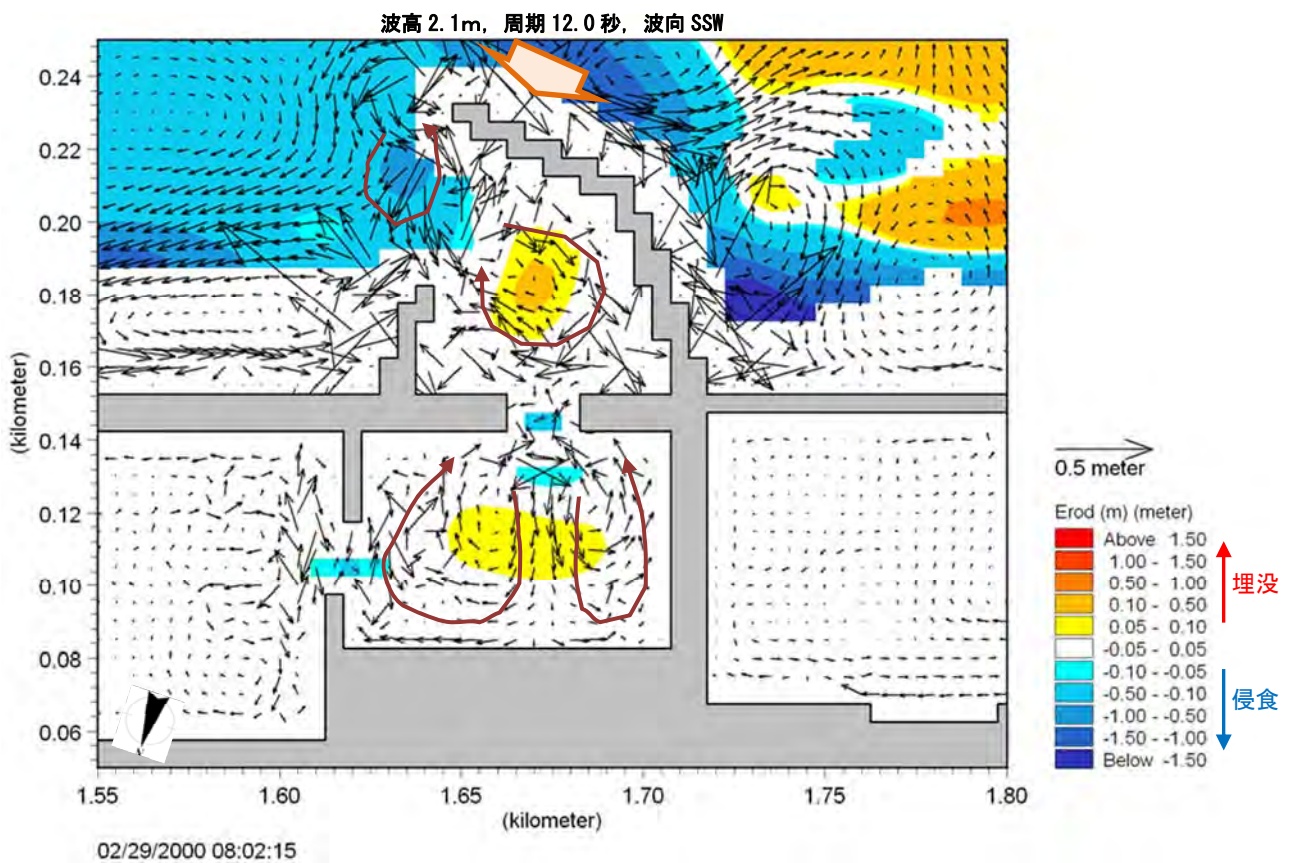 波高 2.1m, 周期 12.0 秒, 波向 SSW
0.24
0.22
0.20
0.18
0.16
0.14
0.12
0.10
0.08
0.06
(kilometer)
1.55 1.60 1.65 1.70 1.75 1.80
(kilometer)
02/29/2000 08:02:15
0.5 meter
Erod (m) (meter)
Above 1.50
1.00 - 1.50
0.50 - 1.00
0.10 - 0.50
0.05 - 0.10
-0.05 - 0.05
-0.10 - -0.05
-0.50 - -0.10
-1.00 - -0.50
-1.50 - -1.00
Below -1.50
埋没
侵食